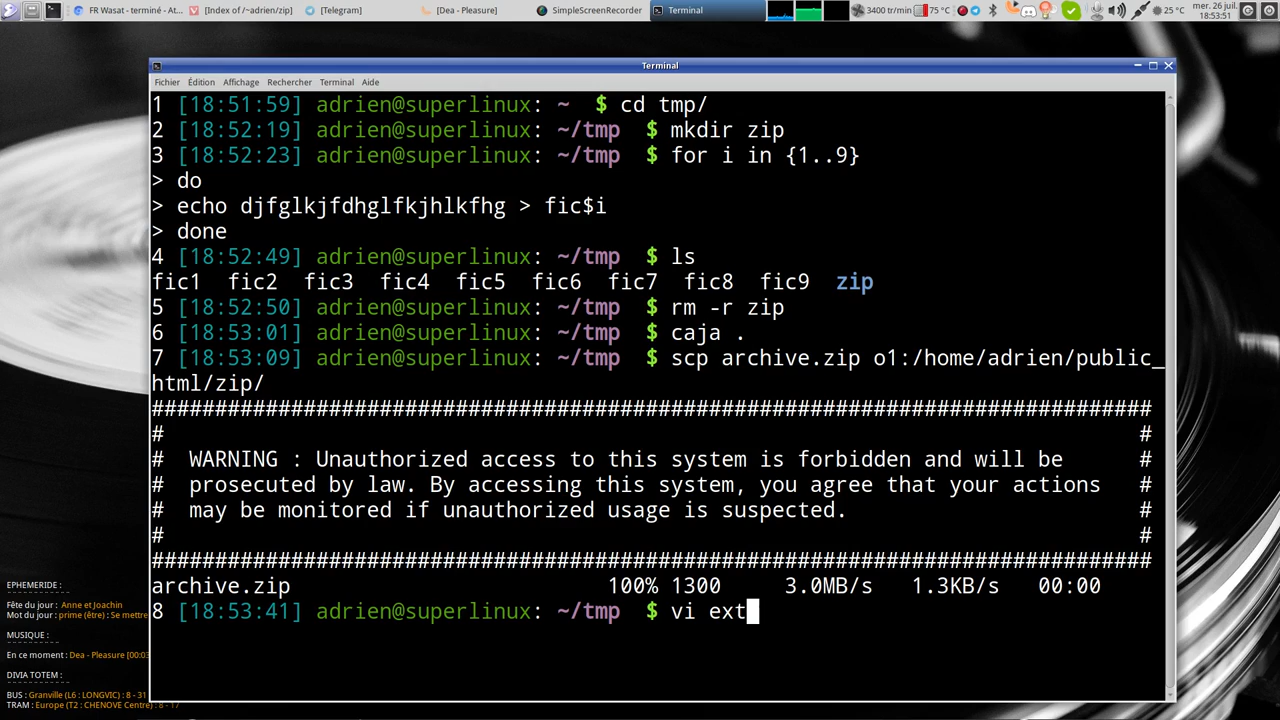 FR Wasat - terminé - At...
[Index of /~adrien/zip]
[Telegram]
[Dea - Pleasure]
SimpleScreenRecorder
Terminal
3400 tr/min
75 °C
25 °C
mer. 26 juil.
18:53:51
Terminal
Fichier Édition Affichage Rechercher Terminal Aide
1 [18:51:59] adrien@superlinux: ~ $ cd tmp/
2 [18:52:19] adrien@superlinux: ~/tmp $ mkdir zip
3 [18:52:23] adrien@superlinux: ~/tmp $ for i in {1..9}
> do
> echo djfglkjfdhglfkjhlkfhg > fic$i
> done
4 [18:52:49] adrien@superlinux: ~/tmp $ ls
fic1 fic2 fic3 fic4 fic5 fic6 fic7 fic8 fic9 zip
5 [18:52:50] adrien@superlinux: ~/tmp $ rm -r zip
6 [18:53:01] adrien@superlinux: ~/tmp $ caja .
7 [18:53:09] adrien@superlinux: ~/tmp $ scp archive.zip o1:/home/adrien/public_
html/zip/
###############################################################################
# #
# WARNING : Unauthorized access to this system is forbidden and will be #
# prosecuted by law. By accessing this system, you agree that your actions #
# may be monitored if unauthorized usage is suspected. #
# #
###############################################################################
archive.zip 100% 1300 3.0MB/s 1.3KB/s 00:00
8 [18:53:41] adrien@superlinux: ~/tmp $ vi ext
EPHEMERIDE :
Fête du jour : Anne et Joachin
Mot du jour : prime (être) : Se mettre
MUSIQUE :
En ce moment : Dea - Pleasure [00:03
DIVIA TOTEM :
BUS : Granville (L6 : LONGVIC) : 8 - 31
TRAM : Europe (T2 : CHENOVE Centre) : 8 - 17